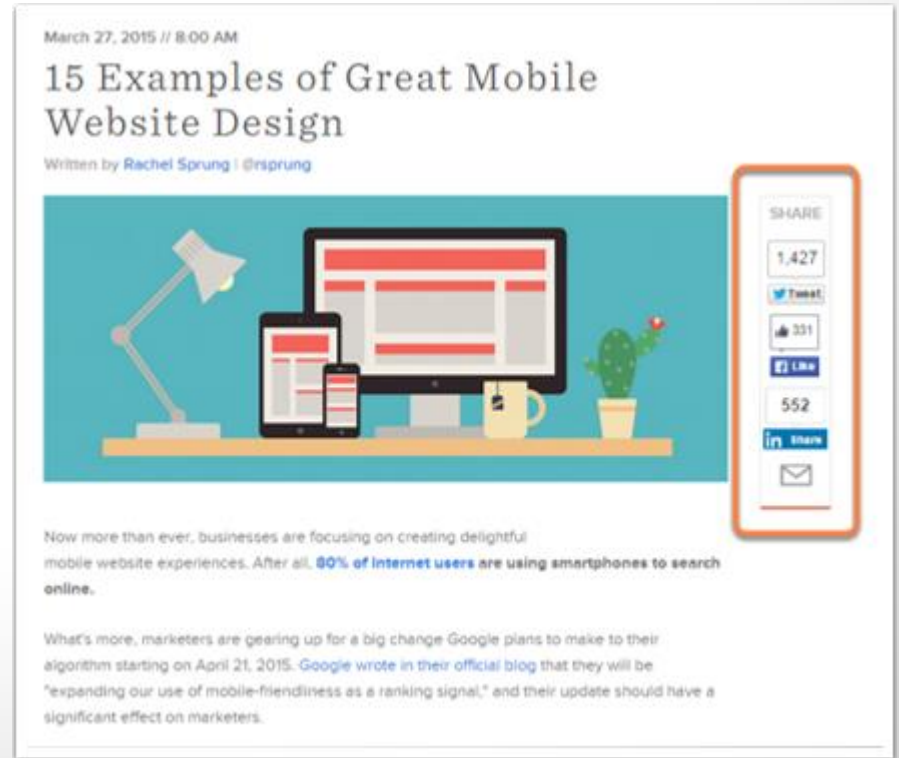 March 27, 2015 // 8:00 AM
15 Examples of Great Mobile
Website Design
Written by Rachel Sprung | @rsprung
SHARE
1,427
Tweet
331
Like
552
in Share
Now more than ever, businesses are focusing on creating delightful
mobile website experiences. After all, 80% of Internet users are using smartphones to search
online.
What's more, marketers are gearing up for a big change Google plans to make to their
algorithm starting on April 21, 2015. Google wrote in their official blog that they will be
"expanding our use of mobile-friendliness as a ranking signal," and their update should have a
significant effect on marketers.